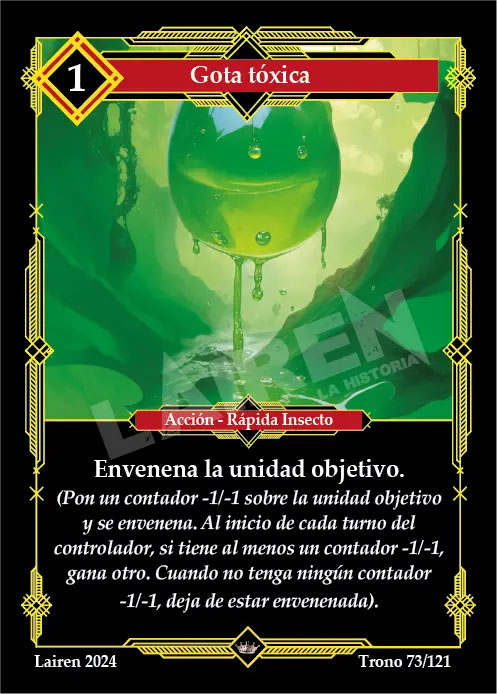 1
Gota tóxica
LAIREN
LA HISTORIA
Acción - Rápida Insecto
Envenena la unidad objetivo.
(Pon un contador -1/-1 sobre la unidad objetivo
y se envenena. Al inicio de cada turno del
controlador, si tiene al menos un contador -1/-1,
gana otro. Cuando no tenga ningún contador
-1/-1, deja de estar envenenada).
Lairen 2024
Trono 73/121